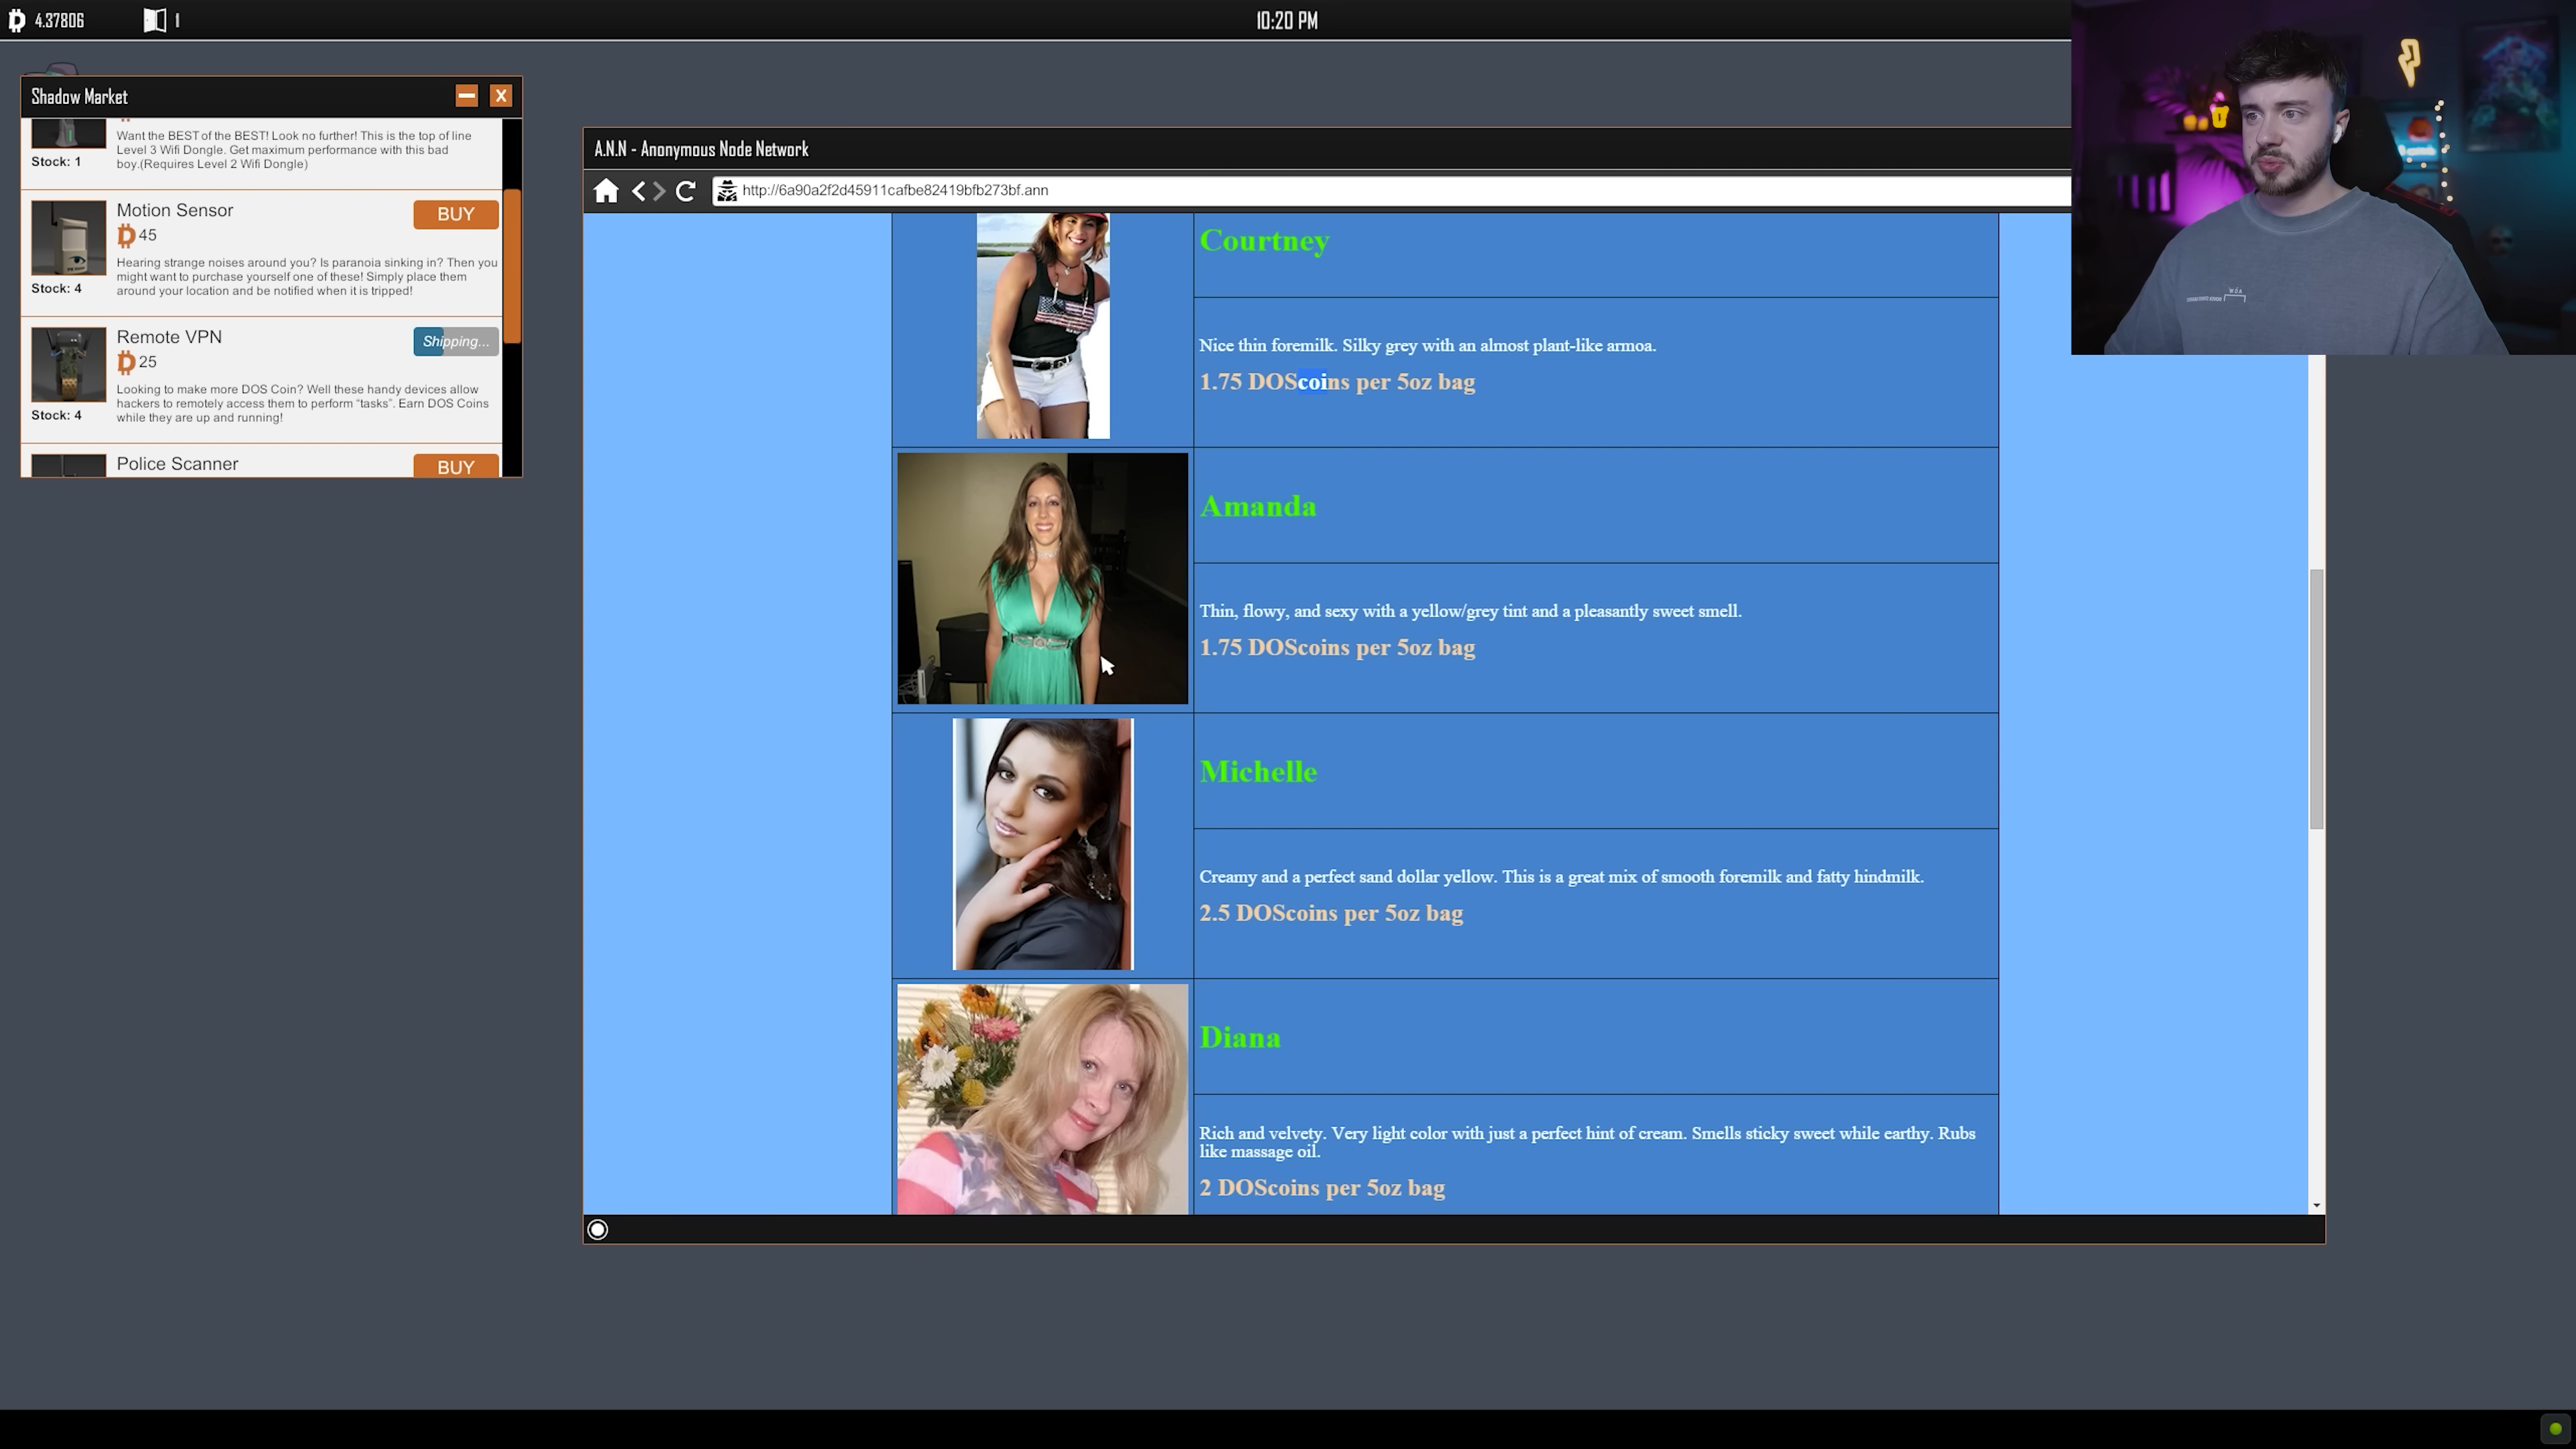 4.37806
1
10:20 PM
Shadow Market
X
Want the BEST of the BEST! Look no further! This is the top of line
Level 3 Wifi Dongle. Get maximum performance with this bad
boy.(Requires Level 2 Wifi Dongle)
Stock: 1
Motion Sensor
BUY
45
Hearing strange noises around you? Is paranoia sinking in? Then you
might want to purchase yourself one of these! Simply place them
around your location and be notified when it is tripped!
Stock: 4
Remote VPN
Shipping...
25
Looking to make more DOS Coin? Well these handy devices allow
hackers to remotely access them to perform "tasks". Earn DOS Coins
while they are up and running!
Stock: 4
Police Scanner
BUY
A.N.N - Anonymous Node Network
http://6a90a2f2d45911cafbe82419bfb273bf.ann
Courtney
Nice thin foremilk. Silky grey with an almost plant-like armoa.
1.75 DOScoins per 5oz bag
Amanda
Thin, flowy, and sexy with a yellow/grey tint and a pleasantly sweet smell.
1.75 DOScoins per 5oz bag
Michelle
Creamy and a perfect sand dollar yellow. This is a great mix of smooth foremilk and fatty hindmilk.
2.5 DOScoins per 5oz bag
Diana
Rich and velvety. Very light color with just a perfect hint of cream. Smells sticky sweet while earthy. Rubs
like massage oil.
2 DOScoins per 5oz bag